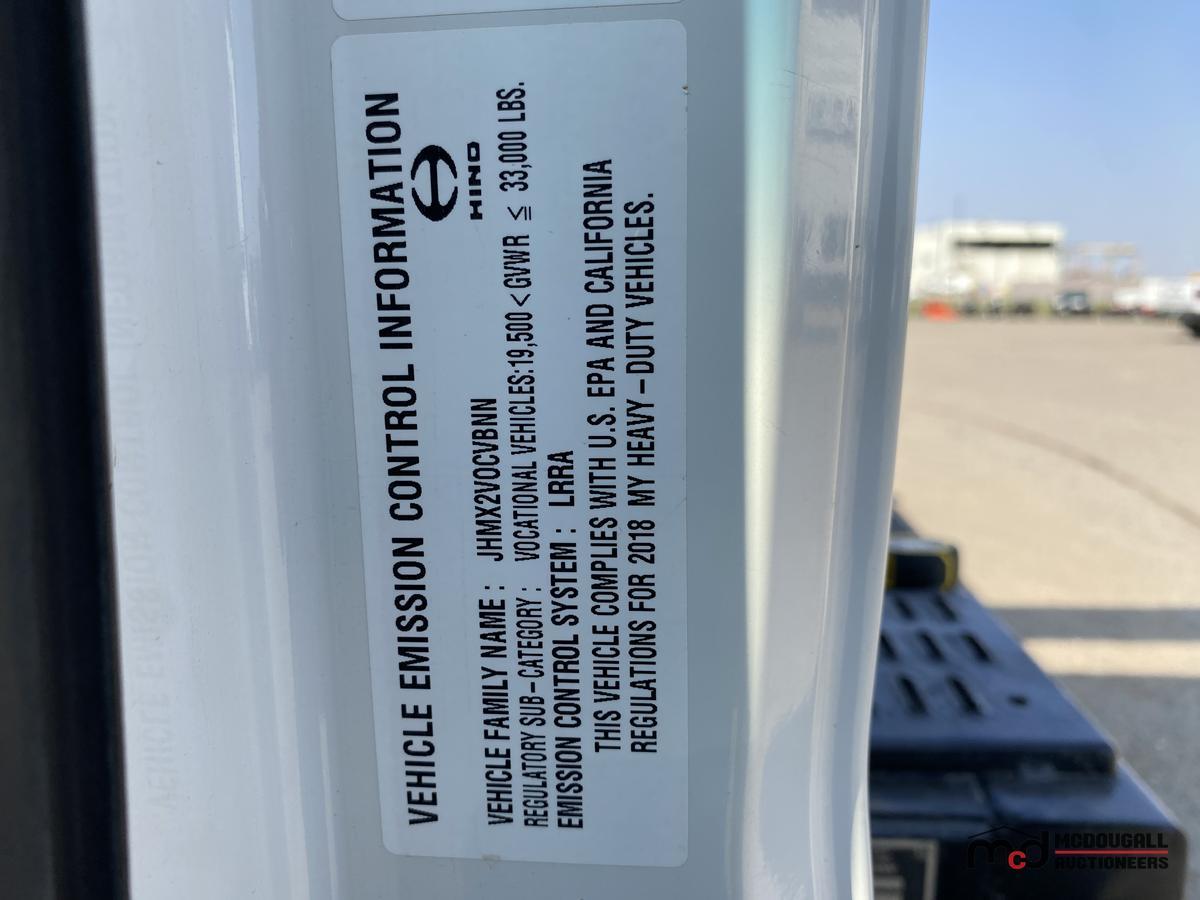 VEHICLE EMISSION CONTROL INFORMATION
HINO
VEHICLE FAMILY NAME : JHMX2VOCVBNN
REGULATORY SUB-CATEGORY : VOCATIONAL VEHICLES:19,500 < GVWR ≦ 33,000 LBS.
EMISSION CONTROL SYSTEM : LRRA
THIS VEHICLE COMPLIES WITH U.S. EPA AND CALIFORNIA
REGULATIONS FOR 2018 MY HEAVY-DUTY VEHICLES.
mcd
MCDOUGALL
AUCTIONEERS